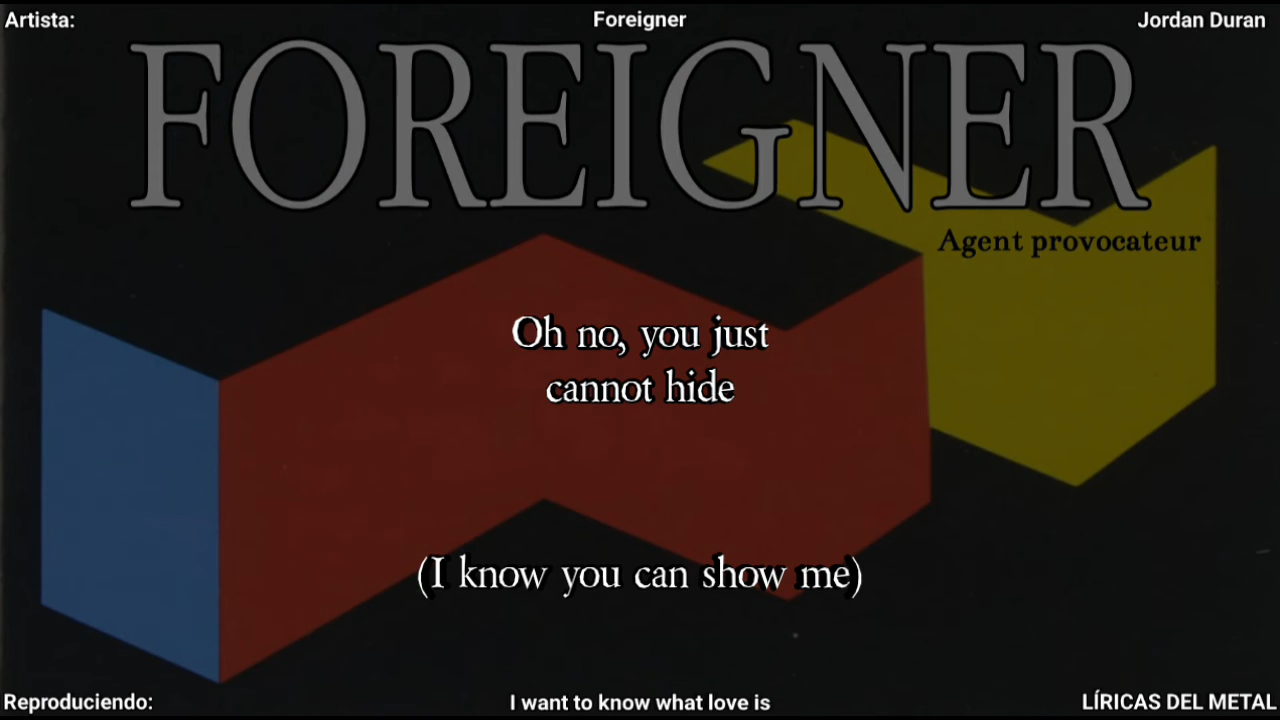 Artista:
Foreigner
Jordan Duran
FOREIGNER
Agent provocateur
Oh no, you just
cannot hide
(I know you can show me)
Reproduciendo:
I want to know what love is
LÍRICAS DEL METAL